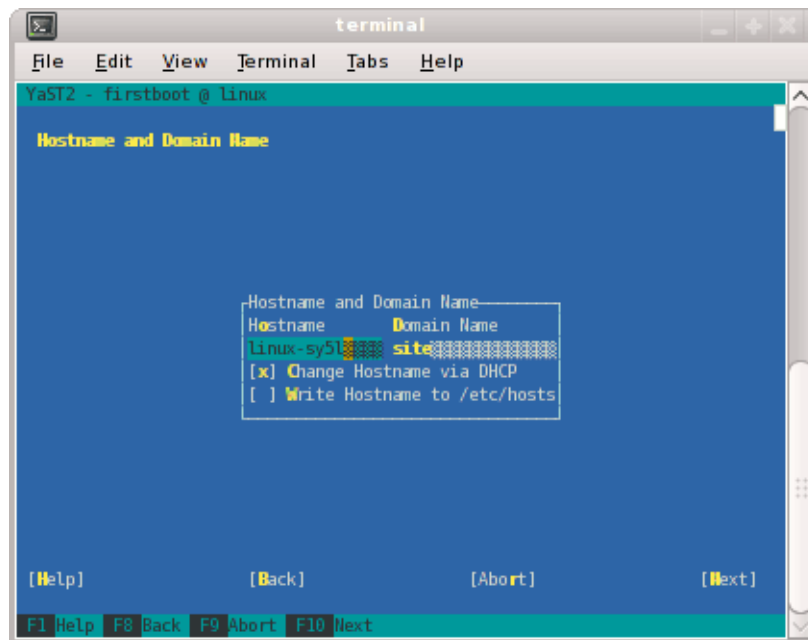 terminal
File Edit View Terminal Tabs Help
YaST2 - firstboot @ linux
Hostname and Domain Name
Hostname and Domain Name
Hostname Domain Name
linux-sy5l site
[x] Change Hostname via DHCP
[ ] Write Hostname to /etc/hosts
[Help] [Back] [Abort] [Next]
F1 Help F8 Back F9 Abort F10 Next